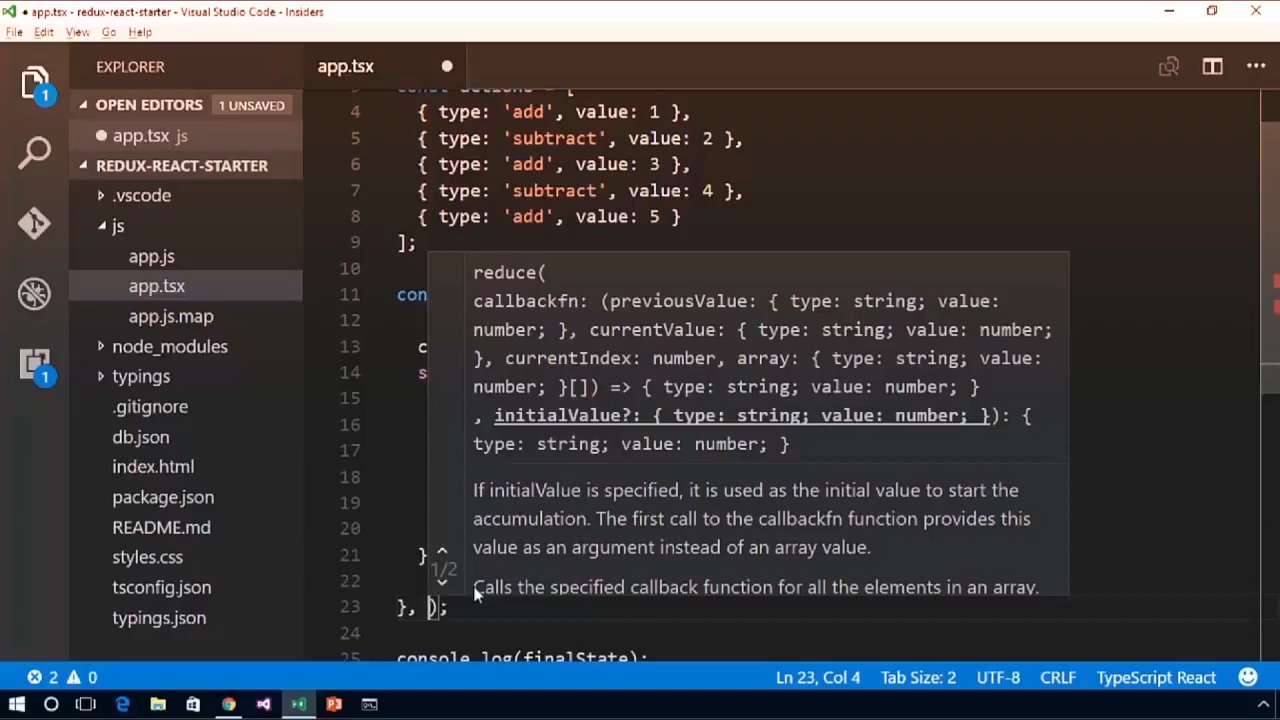 ● app.tsx - redux-react-starter - Visual Studio Code - Insiders
File Edit View Go Help
EXPLORER
OPEN EDITORS 1 UNSAVED
● app.tsx js
REDUX-REACT-STARTER
.vscode
js
app.js
app.tsx
app.js.map
node_modules
typings
.gitignore
db.json
index.html
package.json
README.md
styles.css
tsconfig.json
typings.json
1
1
app.tsx ●
3 const actions = [
4 { type: 'add', value: 1 },
5 { type: 'subtract', value: 2 },
6 { type: 'add', value: 3 },
7 { type: 'subtract', value: 4 },
8 { type: 'add', value: 5 }
9 ];
10
11 con
12
13 c
14 s
15
16
17
18
19
20
21 }
22
23 }, );
24
25 console.log(finalState);
reduce(
callbackfn: (previousValue: { type: string; value:
number; }, currentValue: { type: string; value: number;
}, currentIndex: number, array: { type: string; value:
number; }[]) => { type: string; value: number; }
, initialValue?: { type: string; value: number; }): {
type: string; value: number; }
If initialValue is specified, it is used as the initial value to start the
accumulation. The first call to the callbackfn function provides this
value as an argument instead of an array value.
1/2
Calls the specified callback function for all the elements in an array.
2 0 Ln 23, Col 4 Tab Size: 2 UTF-8 CRLF TypeScript React